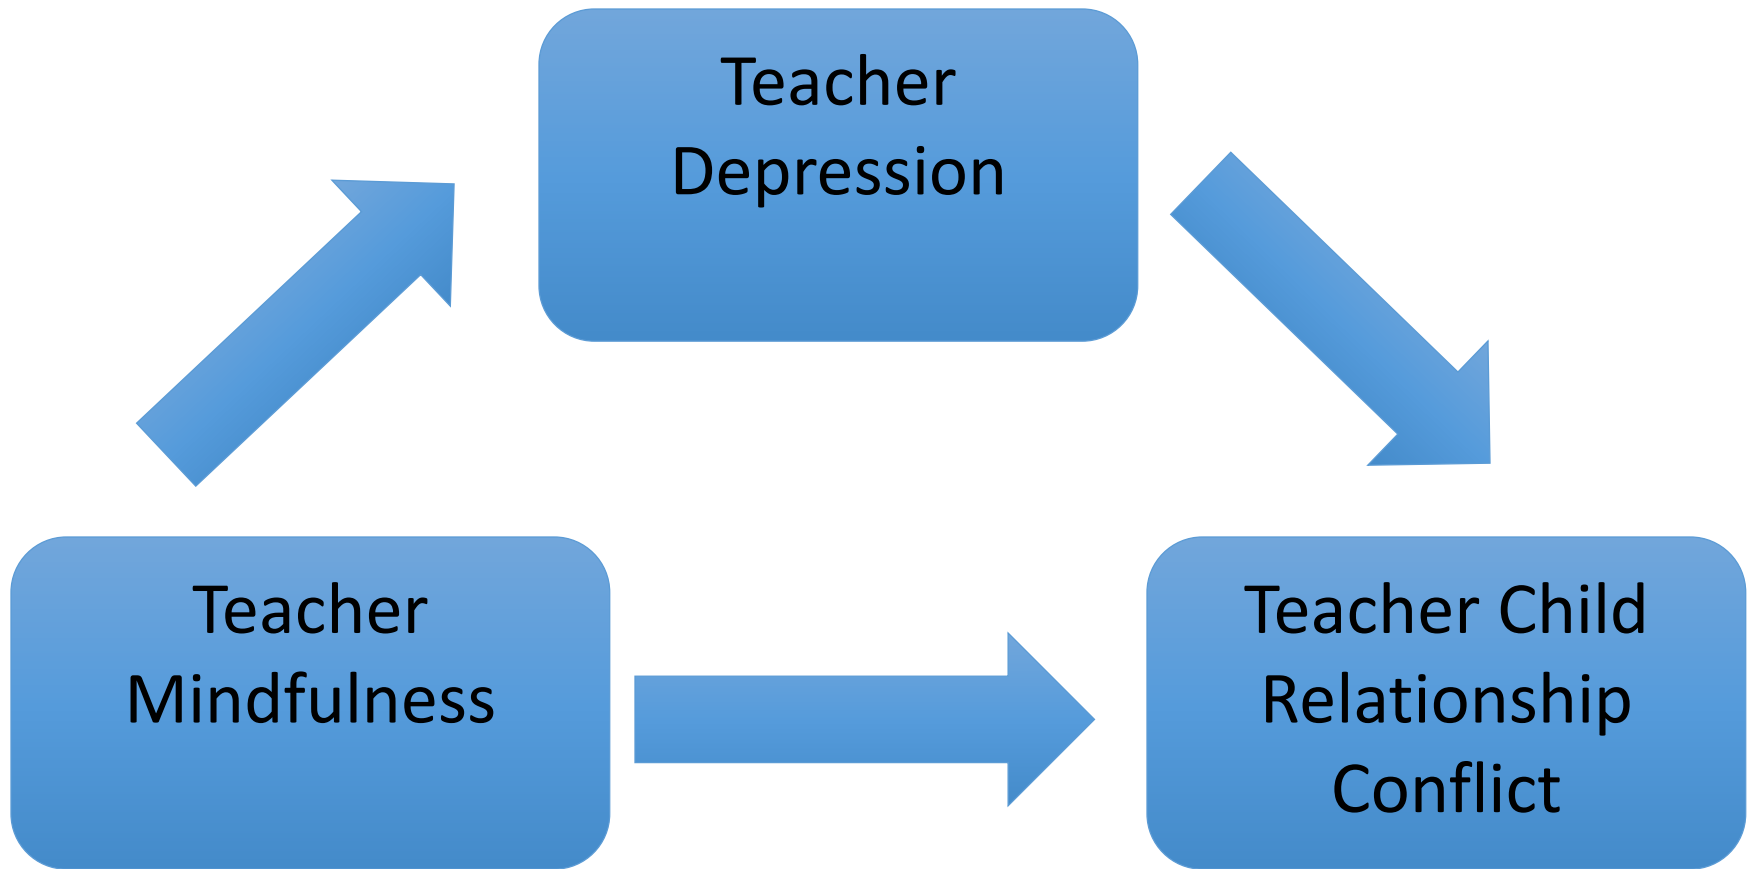 Teacher
Depression
Teacher
Mindfulness
Teacher Child
Relationship
Conflict